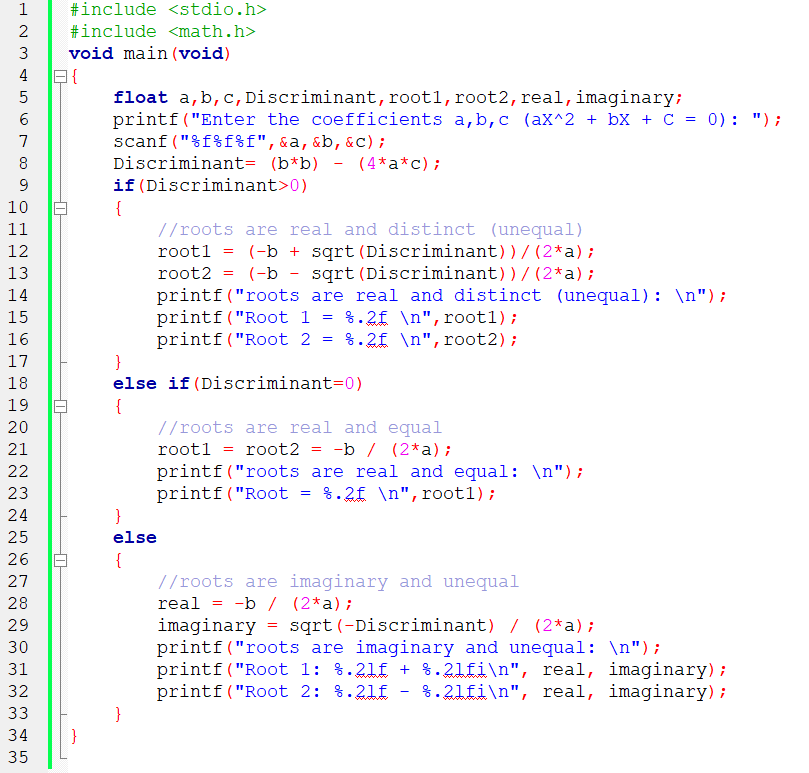 1 #include <stdio.h>
2 #include <math.h>
3 void main(void)
4 {
5 float a,b,c,Discriminant,root1,root2,real,imaginary;
6 printf("Enter the coefficients a,b,c (aX^2 + bX + C = 0): ");
7 scanf("%f%f%f",&a,&b,&c);
8 Discriminant= (b*b) - (4*a*c);
9 if(Discriminant>0)
10 {
11 //roots are real and distinct (unequal)
12 root1 = (-b + sqrt(Discriminant))/(2*a);
13 root2 = (-b - sqrt(Discriminant))/(2*a);
14 printf("roots are real and distinct (unequal): \n");
15 printf("Root 1 = %.2f \n",root1);
16 printf("Root 2 = %.2f \n",root2);
17 }
18 else if(Discriminant=0)
19 {
20 //roots are real and equal
21 root1 = root2 = -b / (2*a);
22 printf("roots are real and equal: \n");
23 printf("Root = %.2f \n",root1);
24 }
25 else
26 {
27 //roots are imaginary and unequal
28 real = -b / (2*a);
29 imaginary = sqrt(-Discriminant) / (2*a);
30 printf("roots are imaginary and unequal: \n");
31 printf("Root 1: %.2lf + %.2lfi\n", real, imaginary);
32 printf("Root 2: %.2lf - %.2lfi\n", real, imaginary);
33 }
34 }
35